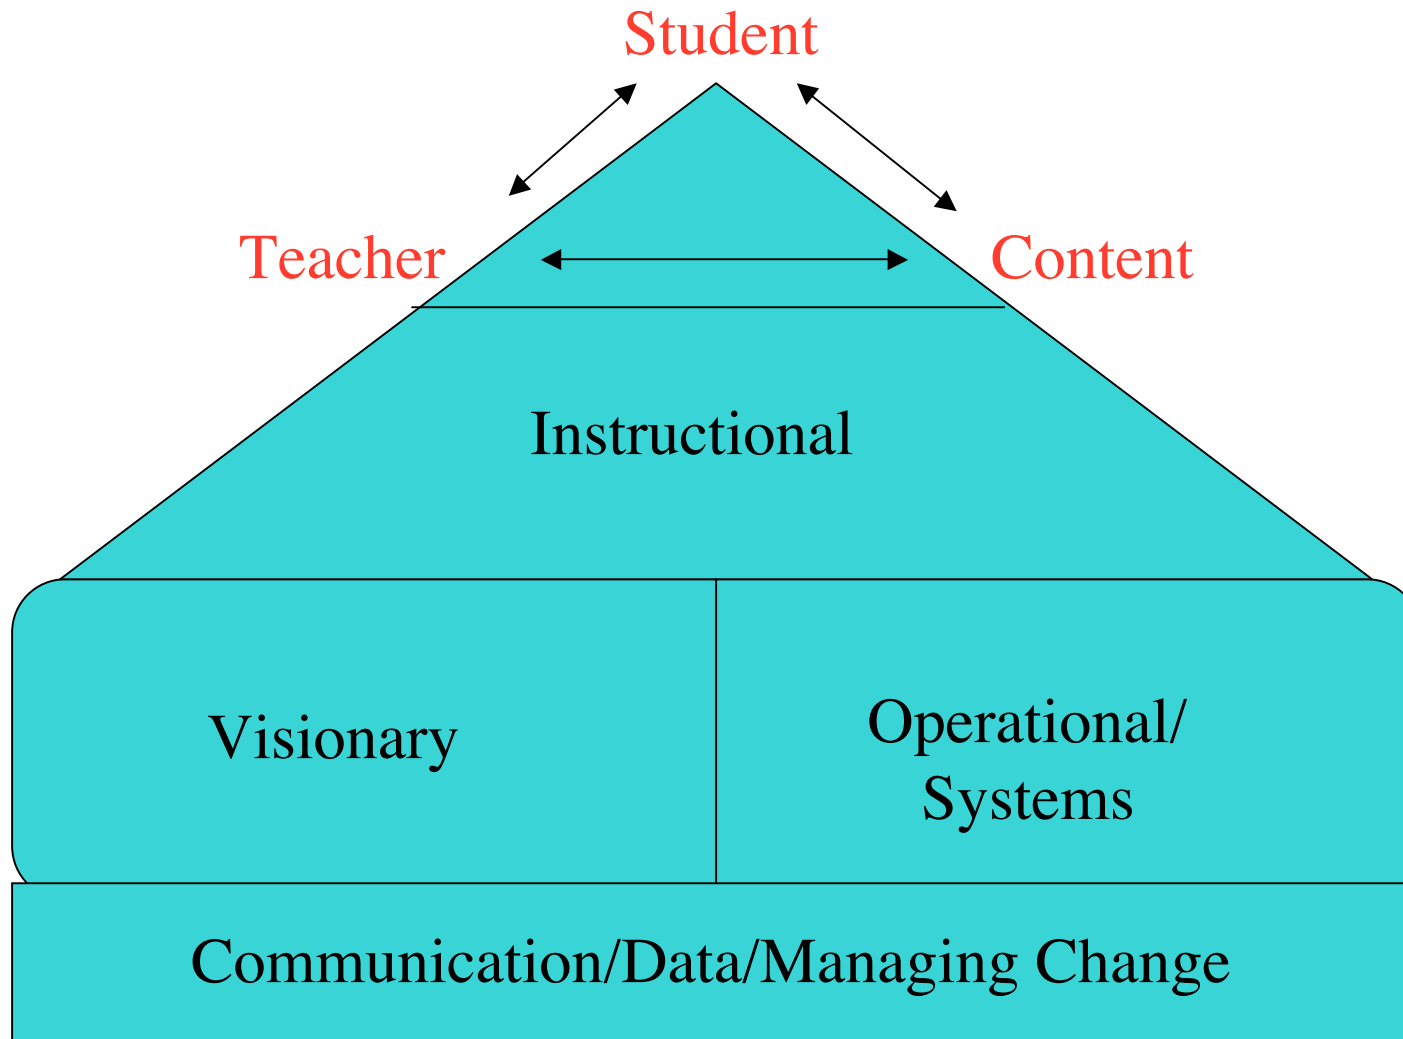 Student
Teacher
Content
Instructional
Visionary
Operational/
Systems
Communication/Data/Managing Change